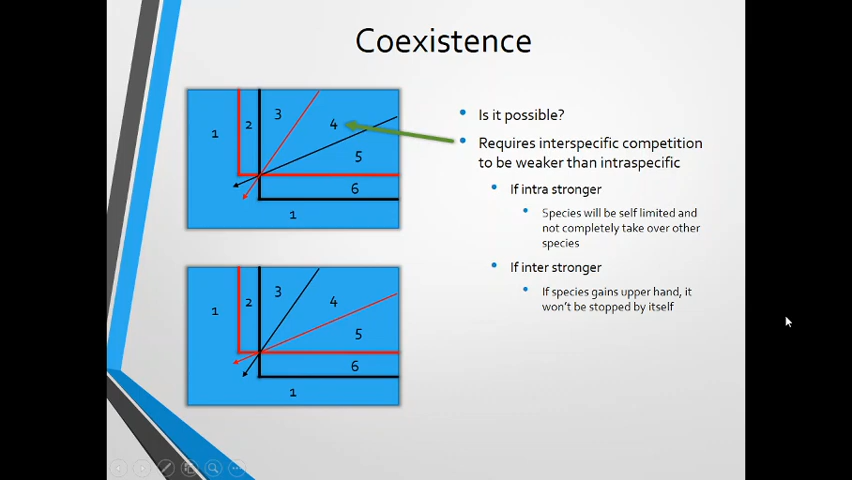 Coexistence
1
2
3
4
5
6
1
1
2
3
4
5
6
1
Is it possible?
Requires interspecific competition
to be weaker than intraspecific
If intra stronger
Species will be self limited and
not completely take over other
species
If inter stronger
If species gains upper hand, it
won't be stopped by itself